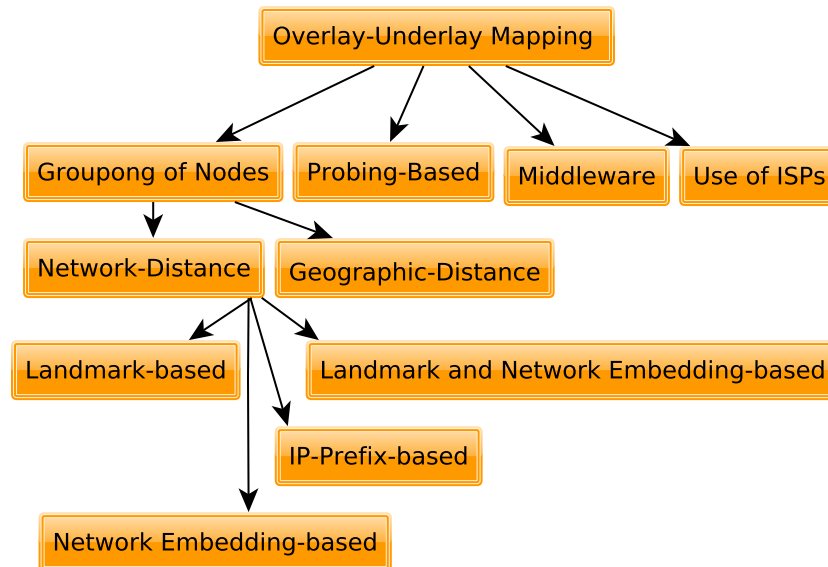 Overlay-Underlay Mapping
Groupong of Nodes
Probing-Based
Middleware
Use of ISPs
Network-Distance
Geographic-Distance
Landmark-based
Landmark and Network Embedding-based
IP-Prefix-based
Network Embedding-based